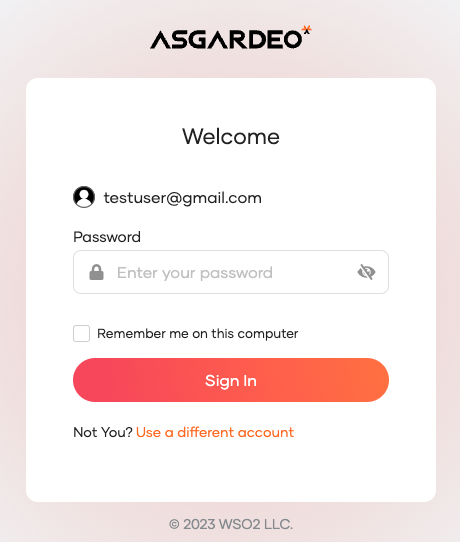 ASGARDEO
Welcome
testuser@gmail.com
Password
Enter your password
Remember me on this computer
Sign In
Not You? Use a different account
© 2023 WSO2 LLC.